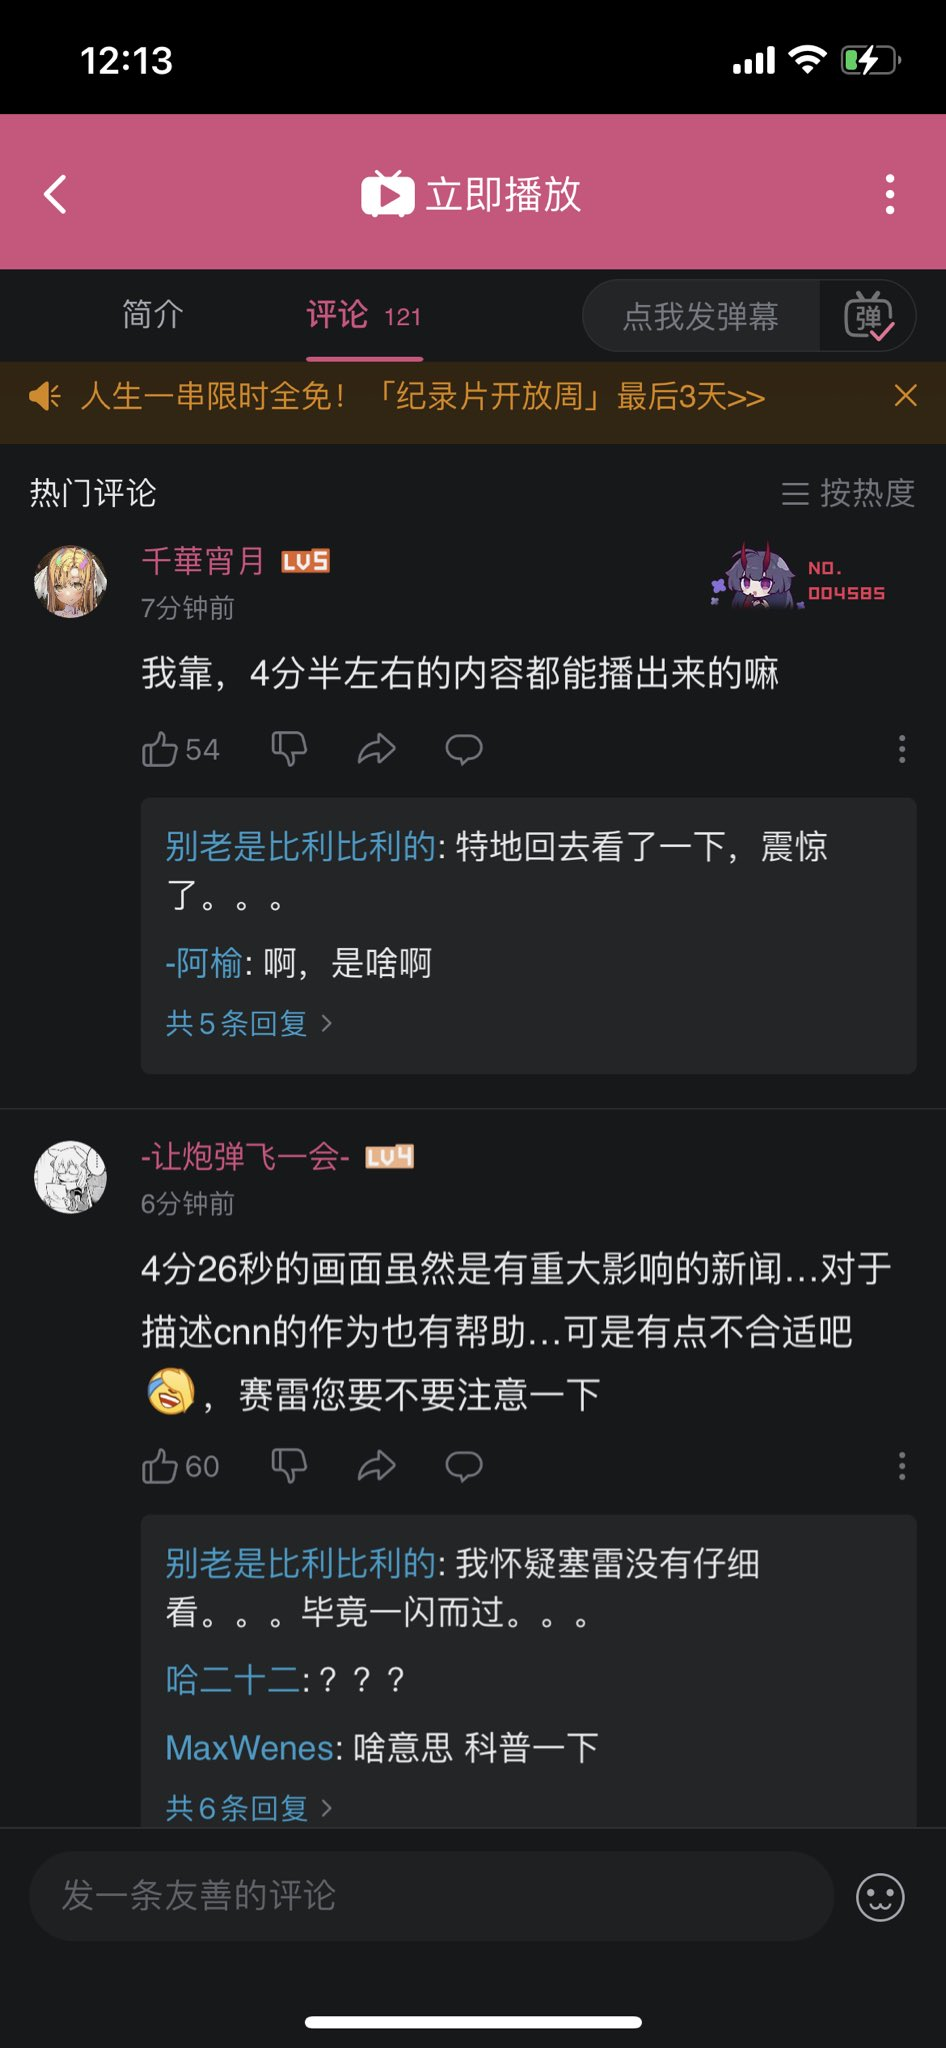 12:13
立即播放
简介
评论 121
点我发弹幕
弹
人生一串限时全免！「纪录片开放周」最后3天>>
热门评论
按热度
千華宵月 LV5
7分钟前
NO.
004585
我靠，4分半左右的内容都能播出来的嘛
54
别老是比利比利的: 特地回去看了一下，震惊
了。。。
-阿榆: 啊，是啥啊
共5条回复 >
-让炮弹飞一会- LV4
6分钟前
4分26秒的画面虽然是有重大影响的新闻...对于
描述cnn的作为也有帮助...可是有点不合适吧
，赛雷您要不要注意一下
60
别老是比利比利的: 我怀疑塞雷没有仔细
看。。。毕竟一闪而过。。。
哈二十二: ？？？
MaxWenes: 啥意思 科普一下
共6条回复 >
发一条友善的评论